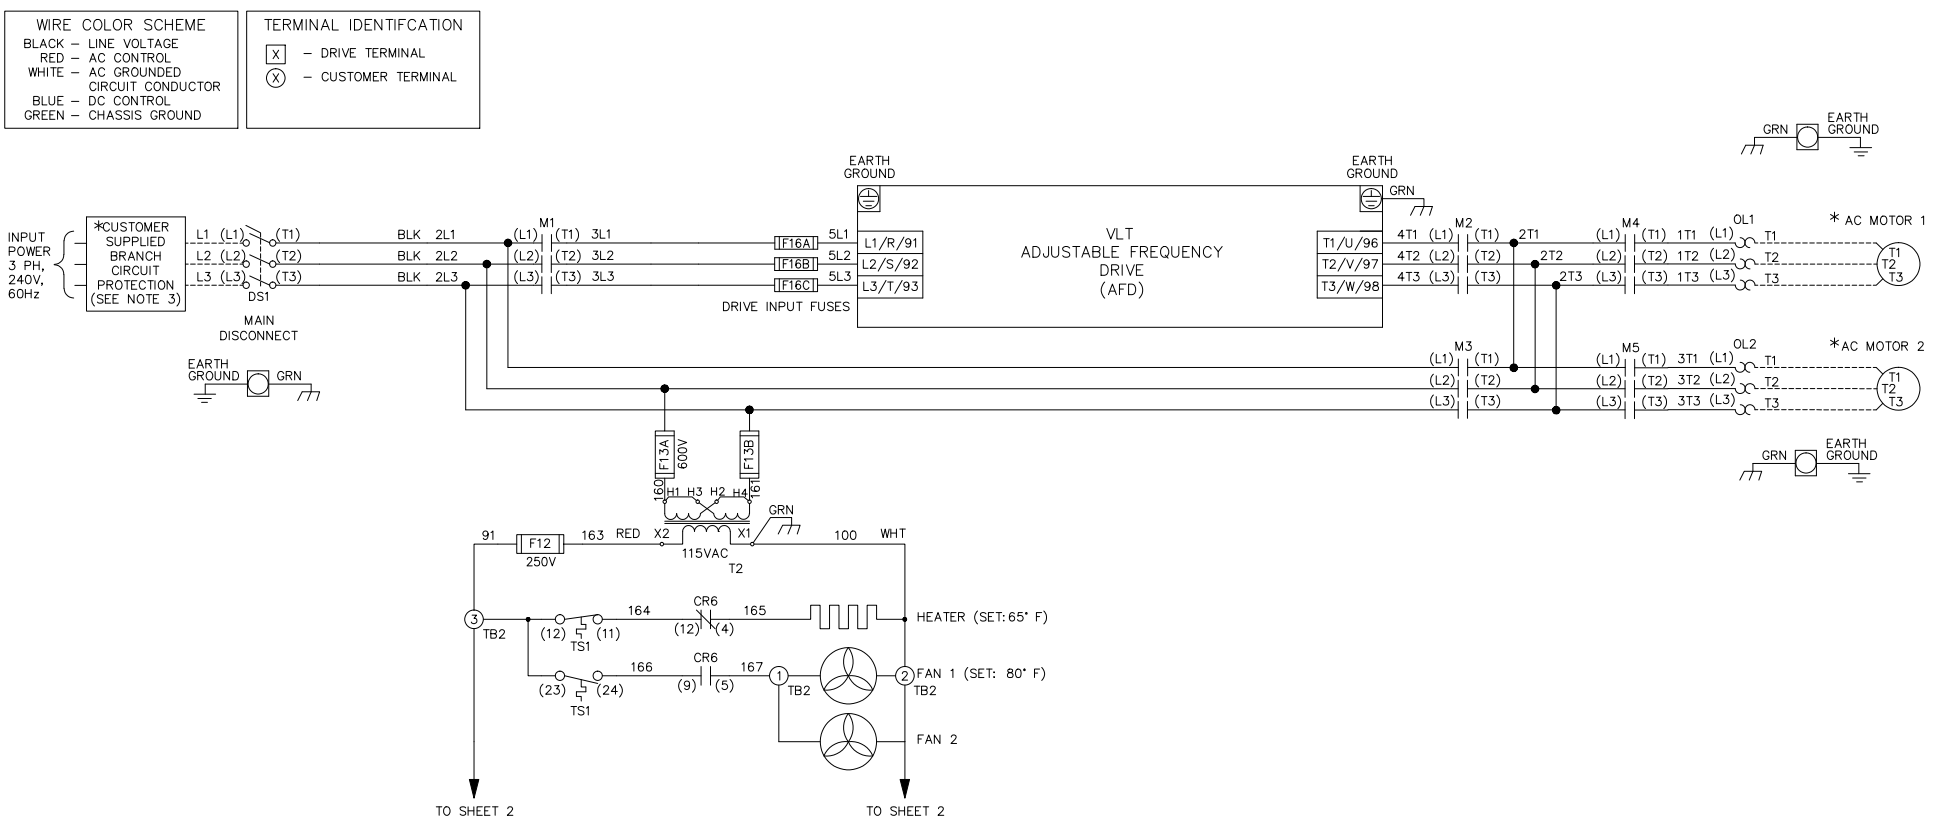 WIRE COLOR SCHEME
BLACK – LINE VOLTAGE
RED – AC CONTROL
WHITE – AC GROUNDED
CIRCUIT CONDUCTOR
BLUE – DC CONTROL
GREEN – CHASSIS GROUND
TERMINAL IDENTIFCATION
X – DRIVE TERMINAL
X – CUSTOMER TERMINAL
INPUT
POWER
3 PH,
240V,
60Hz
*CUSTOMER
SUPPLIED
BRANCH
CIRCUIT
PROTECTION
(SEE NOTE 3)
L1 (L1) (T1)
L2 (L2) (T2)
L3 (L3) (T3)
DS1
MAIN
DISCONNECT
EARTH
GROUND GRN
BLK 2L1
BLK 2L2
BLK 2L3
M1
(L1) (T1) 3L1
(L2) (T2) 3L2
(L3) (T3) 3L3
F16A 5L1
F16B 5L2
F16C 5L3
DRIVE INPUT FUSES
EARTH
GROUND
L1/R/91
L2/S/92
L3/T/93
VLT
ADJUSTABLE FREQUENCY
DRIVE
(AFD)
EARTH
GROUND
GRN
T1/U/96
T2/V/97
T3/W/98
4T1 (L1) M2 (T1) 2T1
4T2 (L2) (T2) 2T2
4T3 (L3) (T3) 2T3
M4
(L1) (T1) 1T1 (L1)
(L2) (T2) 1T2 (L2)
(L3) (T3) 1T3 (L3)
OL1
T1
T2
T3
* AC MOTOR 1
T1
T2
T3
GRN
EARTH
GROUND
M3
(L1) (T1)
(L2) (T2)
(L3) (T3)
M5
(L1) (T1) 3T1 (L1)
(L2) (T2) 3T2 (L2)
(L3) (T3) 3T3 (L3)
OL2
T1
T2
T3
*AC MOTOR 2
T1
T2
T3
GRN
EARTH
GROUND
F13A
600V
F13B
160
161
H1 H3 H2 H4
GRN
91 F12 163 RED X2 X1 100 WHT
250V
115VAC
T2
3
TB2
164 CR6 165
(12) (11) (12) (4)
TS1
HEATER (SET:65° F)
166 CR6 167
(23) (24) (9) (5)
TS1
1
TB2
2
TB2
FAN 1 (SET: 80° F)
FAN 2
TO SHEET 2
TO SHEET 2